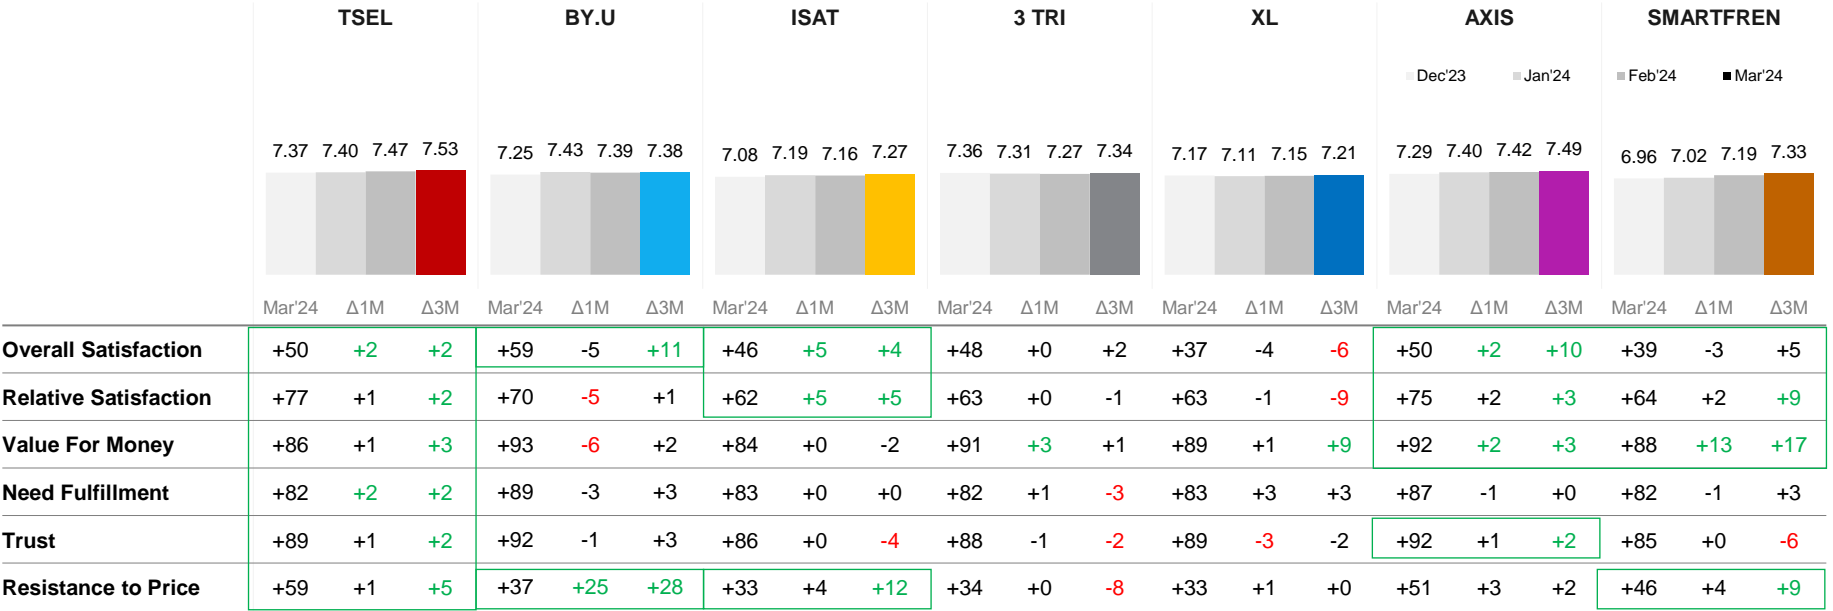 TSEL BY.U ISAT 3 TRI XL AXIS SMARTFREN
Dec'23 Jan'24 Feb'24 Mar'24
7.37 7.40 7.47 7.53 7.25 7.43 7.39 7.38 7.08 7.19 7.16 7.27 7.36 7.31 7.27 7.34 7.17 7.11 7.15 7.21 7.29 7.40 7.42 7.49 6.96 7.02 7.19 7.33
Mar'24 Δ1M Δ3M Mar'24 Δ1M Δ3M Mar'24 Δ1M Δ3M Mar'24 Δ1M Δ3M Mar'24 Δ1M Δ3M Mar'24 Δ1M Δ3M Mar'24 Δ1M Δ3M
Overall Satisfaction +50 +2 +2 +59 -5 +11 +46 +5 +4 +48 +0 +2 +37 -4 -6 +50 +2 +10 +39 -3 +5
Relative Satisfaction +77 +1 +2 +70 -5 +1 +62 +5 +5 +63 +0 -1 +63 -1 -9 +75 +2 +3 +64 +2 +9
Value For Money +86 +1 +3 +93 -6 +2 +84 +0 -2 +91 +3 +1 +89 +1 +9 +92 +2 +3 +88 +13 +17
Need Fulfillment +82 +2 +2 +89 -3 +3 +83 +0 +0 +82 +1 -3 +83 +3 +3 +87 -1 +0 +82 -1 +3
Trust +89 +1 +2 +92 -1 +3 +86 +0 -4 +88 -1 -2 +89 -3 -2 +92 +1 +2 +85 +0 -6
Resistance to Price +59 +1 +5 +37 +25 +28 +33 +4 +12 +34 +0 -8 +33 +1 +0 +51 +3 +2 +46 +4 +9